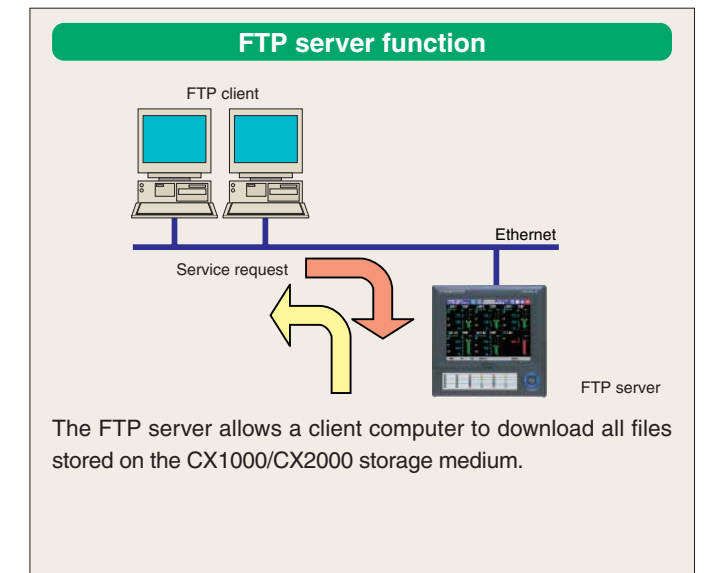 FTP server function
FTP client
Ethernet
Service request
FTP server
The FTP server allows a client computer to download all files
stored on the CX1000/CX2000 storage medium.